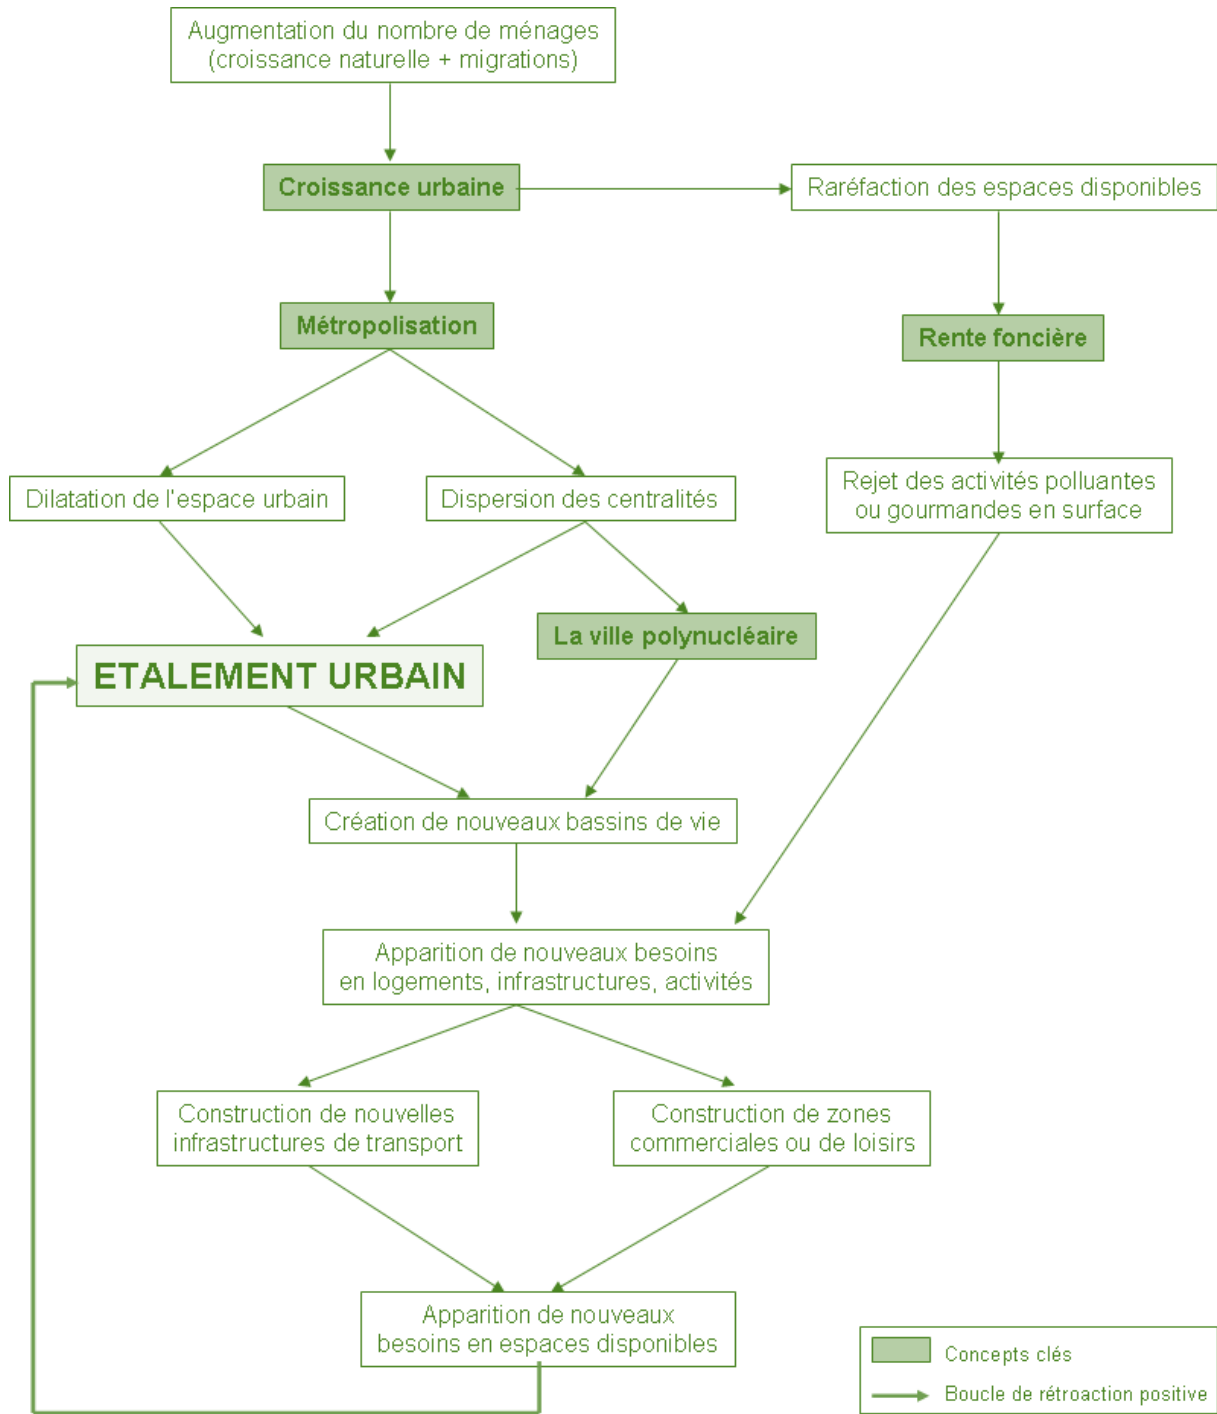 Augmentation du nombre de ménages
(croissance naturelle + migrations)
Croissance urbaine
Raréfaction des espaces disponibles
Métropolisation
Rente foncière
Dilatation de l'espace urbain
Dispersion des centralités
Rejet des activités polluantes
ou gourmandes en surface
La ville polynucléaire
ETALEMENT URBAIN
Création de nouveaux bassins de vie
Apparition de nouveaux besoins
en logements, infrastructures, activités
Construction de nouvelles
infrastructures de transport
Construction de zones
commerciales ou de loisirs
Apparition de nouveaux
besoins en espaces disponibles
Concepts clés
Boucle de rétroaction positive